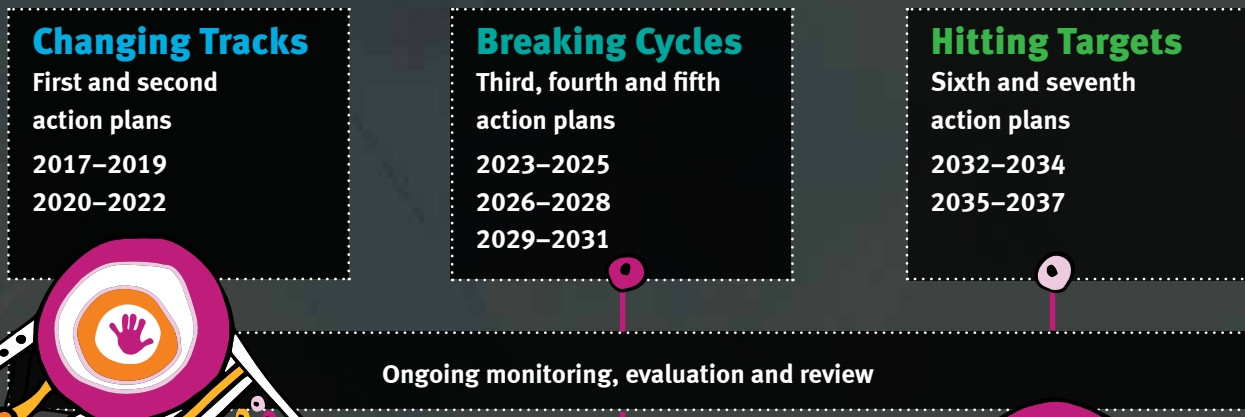 Changing Tracks
First and second
action plans
2017–2019
2020–2022
Breaking Cycles
Third, fourth and fifth
action plans
2023–2025
2026–2028
2029–2031
Hitting Targets
Sixth and seventh
action plans
2032–2034
2035–2037
Ongoing monitoring, evaluation and review